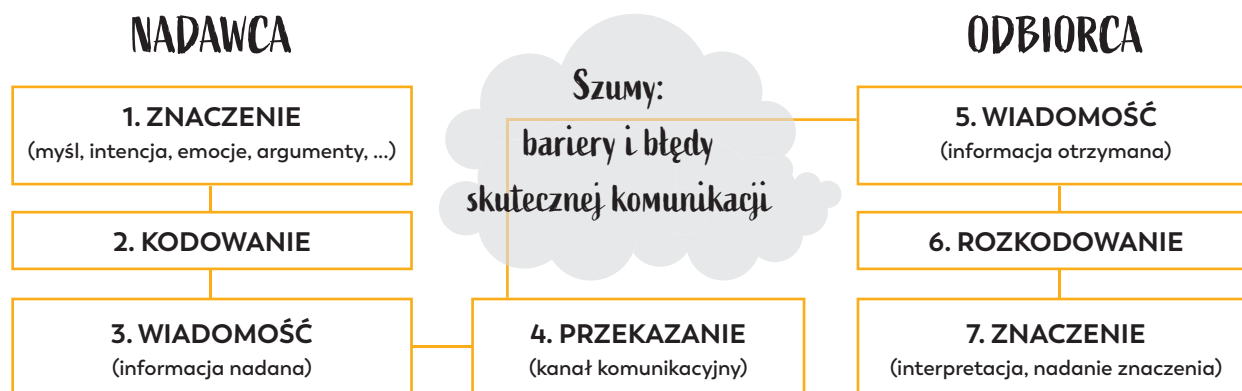 NADAWCA
1. ZNACZENIE
(myśl, intencja, emocje, argumenty, ...)
2. KODOWANIE
3. WIADOMOŚĆ
(informacja nadana)
Szumy:
bariery i błędy
skutecznej komunikacji
4. PRZEKAZANIE
(kanał komunikacyjny)
ODBIORCA
5. WIADOMOŚĆ
(informacja otrzymana)
6. ROZKODOWANIE
7. ZNACZENIE
(interpretacja, nadanie znaczenia)